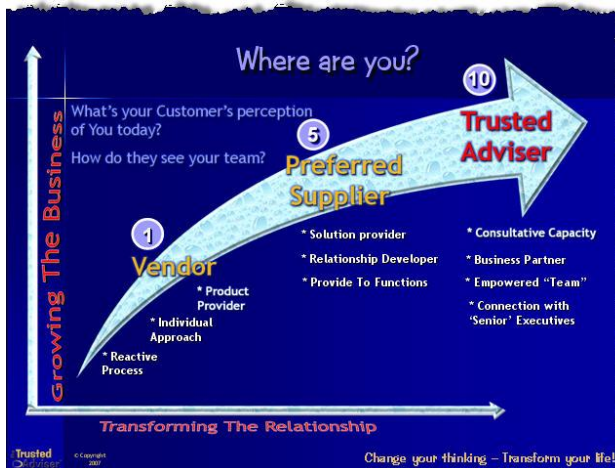 Where are you?
10
What's your Customer's perception
of You today?
How do they see your team?
5
Trusted
Adviser
Preferred
Supplier
1
Vendor
* Product
Provider
* Individual
Approach
* Reactive
Process
* Solution provider
* Relationship Developer
* Provide To Functions
* Consultative Capacity
* Business Partner
* Empowered "Team"
* Connection with
'Senior' Executives
Growing The Business
Transforming The Relationship
Trusted
Adviser
© Copyright
2007
Change your thinking – Transform your life!